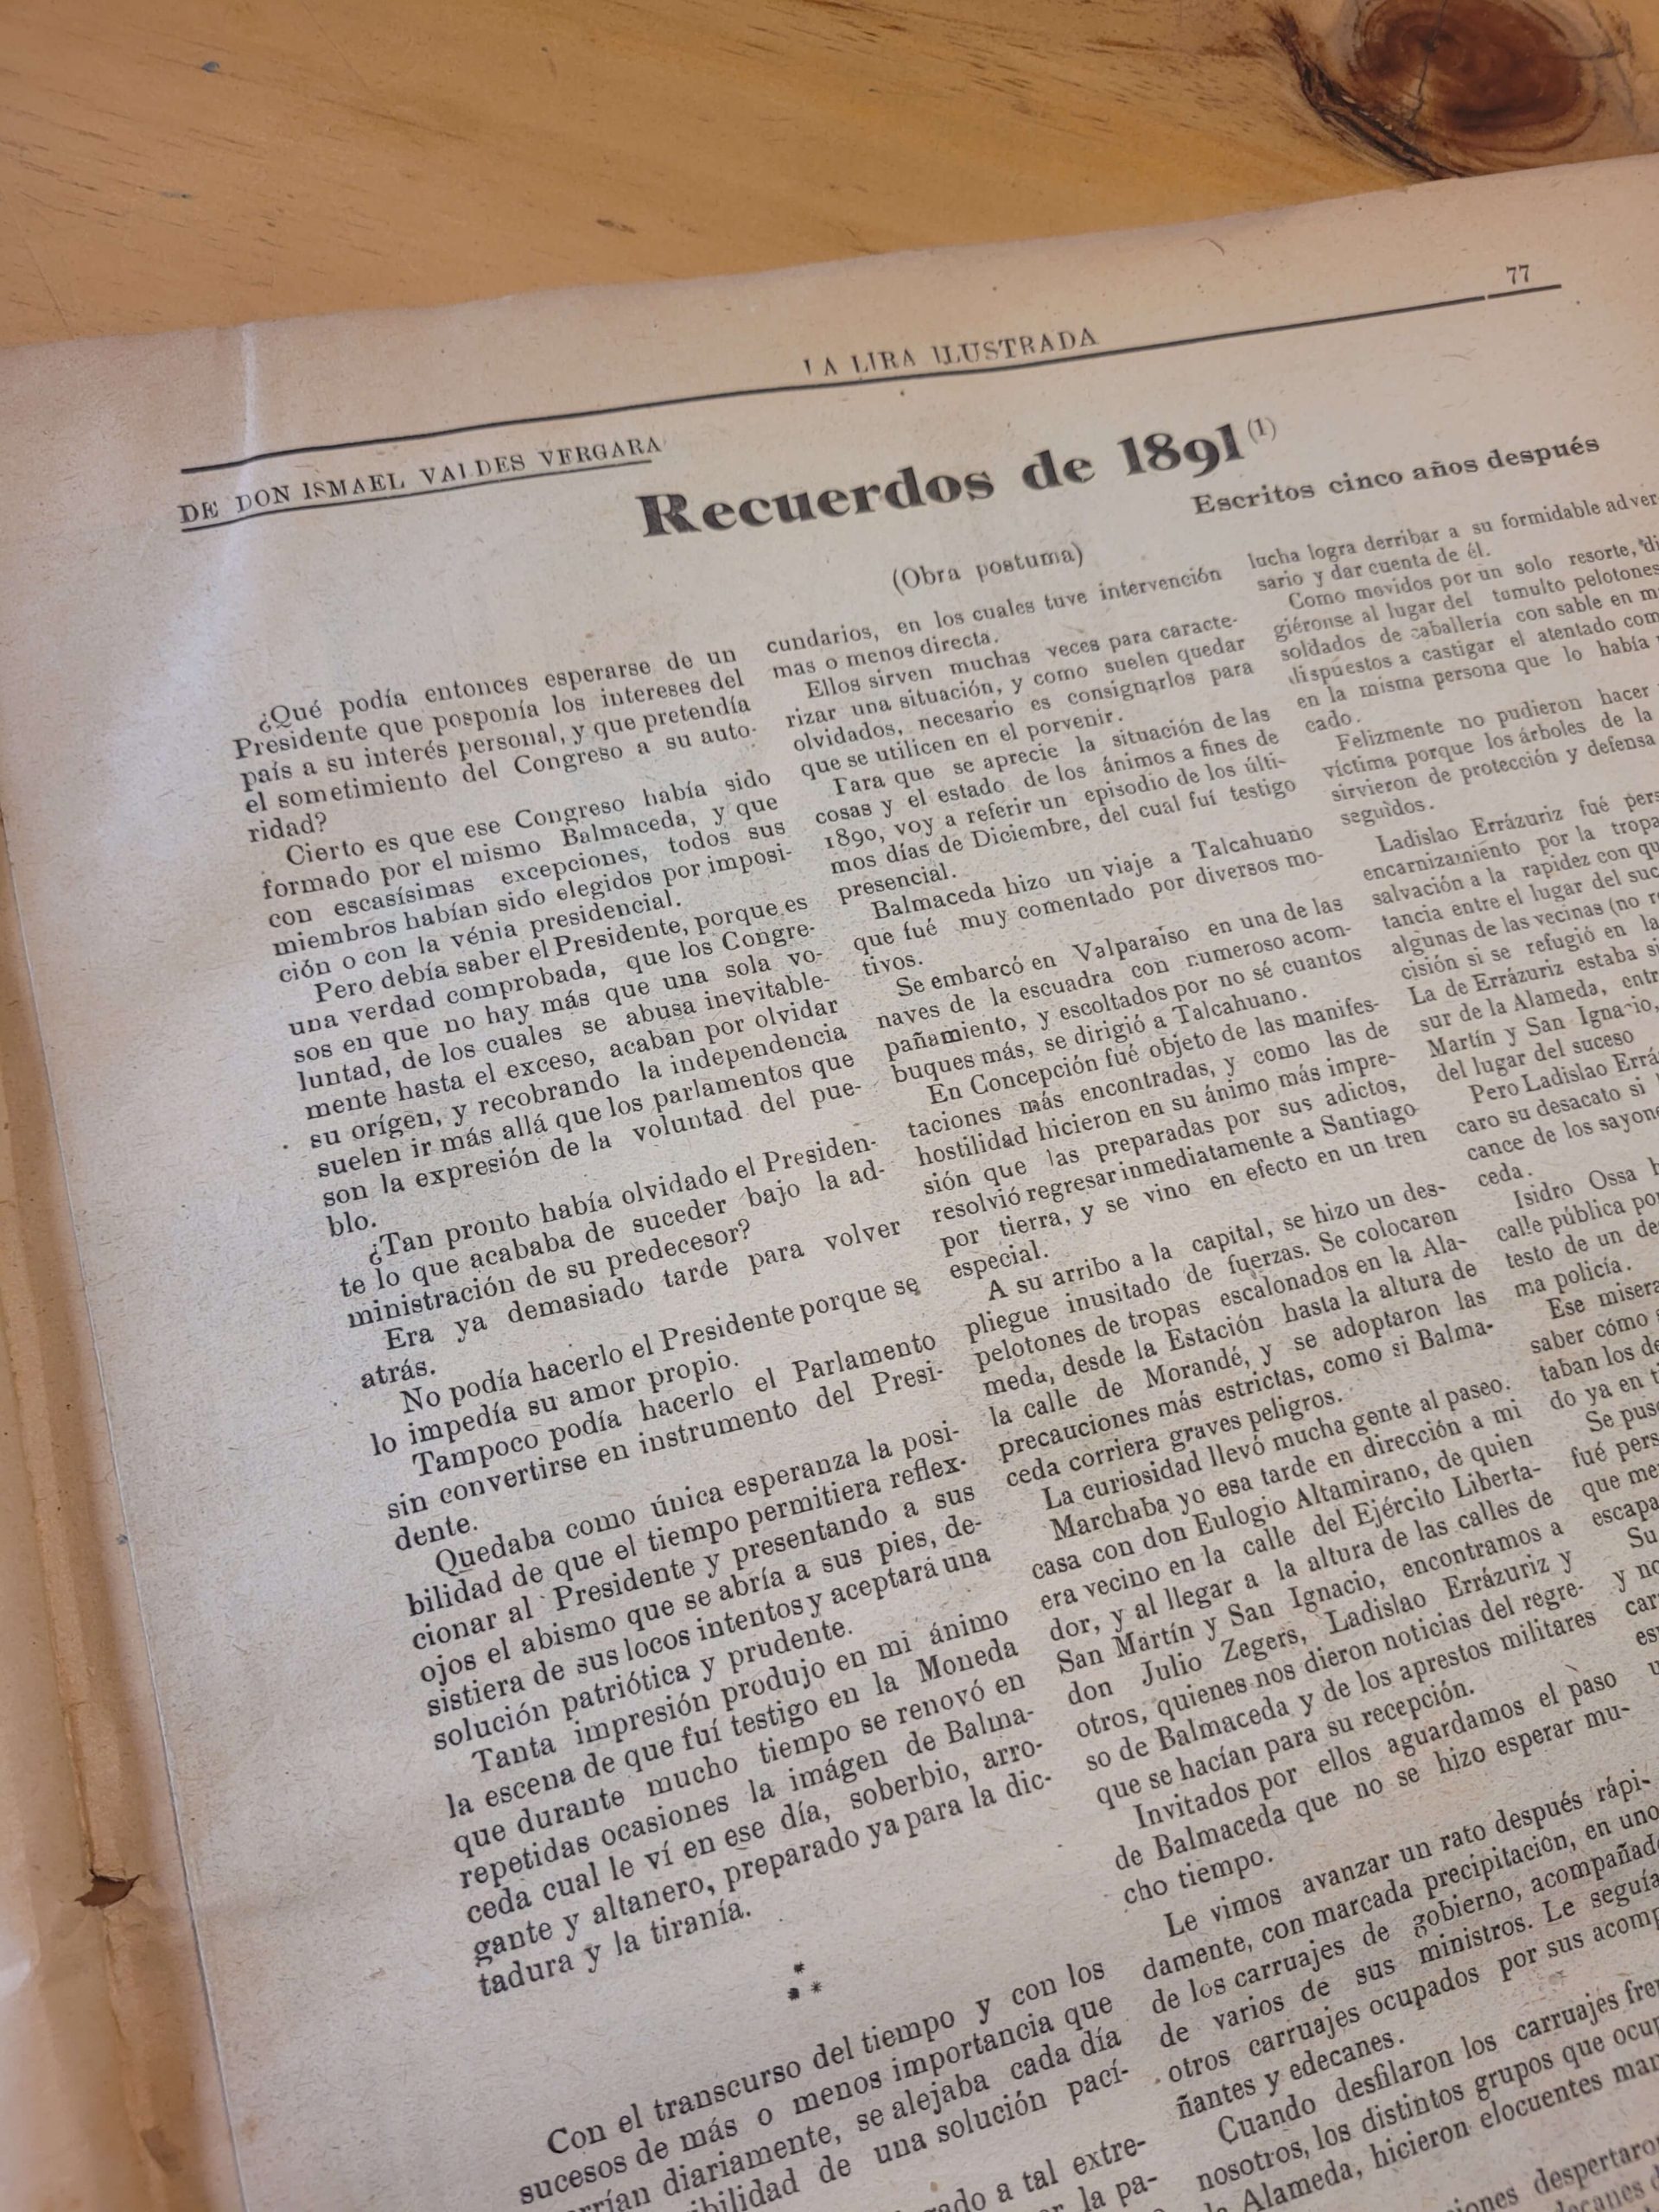 77
LA LIRA ILUSTRADA
DE DON ISMAEL VALDES VERGARA
Recuerdos de 1891 (1)
Escritos cinco años después
(Obra postuma)
¿Qué podía entonces esperarse de un
Presidente que posponía los intereses del
país a su interés personal, y que pretendía
el sometimiento del Congreso a su auto-
ridad?
Cierto es que ese Congreso había sido
formado por el mismo Balmaceda, y que
con escasísimas excepciones, todos sus
miembros habían sido elegidos por imposi-
ción o con la vénia presidencial.
Pero debía saber el Presidente, porque es
una verdad comprobada, que los Congre-
sos en que no hay más que una sola vo-
luntad, de los cuales se abusa inevitable-
mente hasta el exceso, acaban por olvidar
su orígen, y recobrando la independencia
suelen ir más allá que los parlamentos que
son la expresión de la voluntad del pue-
blo.
¿Tan pronto había olvidado el Presiden-
te lo que acababa de suceder bajo la ad-
ministración de su predecesor?
Era ya demasiado tarde para volver
atrás.
No podía hacerlo el Presidente porque se
lo impedía su amor propio.
Tampoco podía hacerlo el Parlamento
sin convertirse en instrumento del Presi-
dente.
Quedaba como única esperanza la posi-
bilidad de que el tiempo permitiera reflex-
cionar al Presidente y presentando a sus
ojos el abismo que se abría a sus pies, de-
sistiera de sus locos intentos y aceptará una
solución patriótica y prudente.
Tanta impresión produjo en mi ánimo
la escena de que fuí testigo en la Moneda
que durante mucho tiempo se renovó en
repetidas ocasiones la imágen de Balma-
ceda cual le ví en ese día, soberbio, arro-
gante y altanero, preparado ya para la dic-
tadura y la tiranía.
***
Con el transcurso del tiempo y con los
sucesos de más o menos importancia que
rrían diariamente, se alejaba cada día
ibilidad de una solución pací-
gado a tal extre-
la pa-
cundarios, en los cuales tuve intervención
mas o menos directa.
Ellos sirven muchas veces para caracte-
rizar una situación, y como suelen quedar
olvidados, necesario es consignarlos para
que se utilicen en el porvenir.
Para que se aprecie la situación de las
cosas y el estado de los ánimos a fines de
1890, voy a referir un episodio de los últi-
mos días de Diciembre, del cual fuí testigo
presencial.
Balmaceda hizo un viaje a Talcahuano
que fué muy comentado por diversos mo-
tivos.
Se embarcó en Valparaíso en una de las
naves de la escuadra con numeroso acom-
pañamiento, y escoltados por no sé cuantos
buques más, se dirigió a Talcahuano.
En Concepción fué objeto de las manifes-
taciones más encontradas, y como las de
hostilidad hicieron en su ánimo más impre-
sión que las preparadas por sus adictos,
resolvió regresar inmediatamente a Santiago
por tierra, y se vino en efecto en un tren
especial.
A su arribo a la capital, se hizo un des-
pliegue inusitado de fuerzas. Se colocaron
pelotones de tropas escalonados en la Ala-
meda, desde la Estación hasta la altura de
la calle de Morandé, y se adoptaron las
precauciones más estrictas, como si Balma-
ceda corriera graves peligros.
La curiosidad llevó mucha gente al paseo.
Marchaba yo esa tarde en dirección a mi
casa con don Eulogio Altamirano, de quien
era vecino en la calle del Ejército Liberta-
dor, y al llegar a la altura de las calles de
San Martín y San Ignacio, encontramos a
don Julio Zegers, Ladislao Errázuriz y
otros, quienes nos dieron noticias del regre-
so de Balmaceda y de los aprestos militares
que se hacían para su recepción.
Invitados por ellos aguardamos el paso
de Balmaceda que no se hizo esperar mu-
cho tiempo.
Le vimos avanzar un rato después rápi-
damente, con marcada precipitación, en uno
de los carruajes de gobierno, acompañad
de varios de sus ministros. Le seguía
otros carruajes ocupados por sus acomp
ñantes y edecanes.
Cuando desfilaron los carruajes fre
nosotros, los distintos grupos que ocup
Alameda, hicieron elocuentes man
iones despertaro
decanes
lucha logra derribar a su formidable adver
sario y dar cuenta de él.
Como movidos por un solo resorte, di
giéronse al lugar del tumulto pelotones
soldados de caballería con sable en m
dispuestos a castigar el atentado com
en la misma persona que lo había
cado.
Felizmente no pudieron hacer
víctima porque los árboles de la
sirvieron de protección y defensa
seguidos.
Ladislao Errázuriz fué pers
encarnizamiento por la tropa
salvación a la rapidez con qu
tancia entre el lugar del suc
algunas de las vecinas (no r
cisión si se refugió en la
La de Errázuriz estaba si
sur de la Alameda, entr
Martín y San Ignacio,
del lugar del suceso
Pero Ladislao Errá
caro su desacato si
cance de los sayon
ceda.
Isidro Ossa h
calle pública po
testo de un de
ma policía.
Ese misera
saber cómo
taban los de
do ya en t
Se puso
fué pers
que me
escapa
Su
y no
car
es